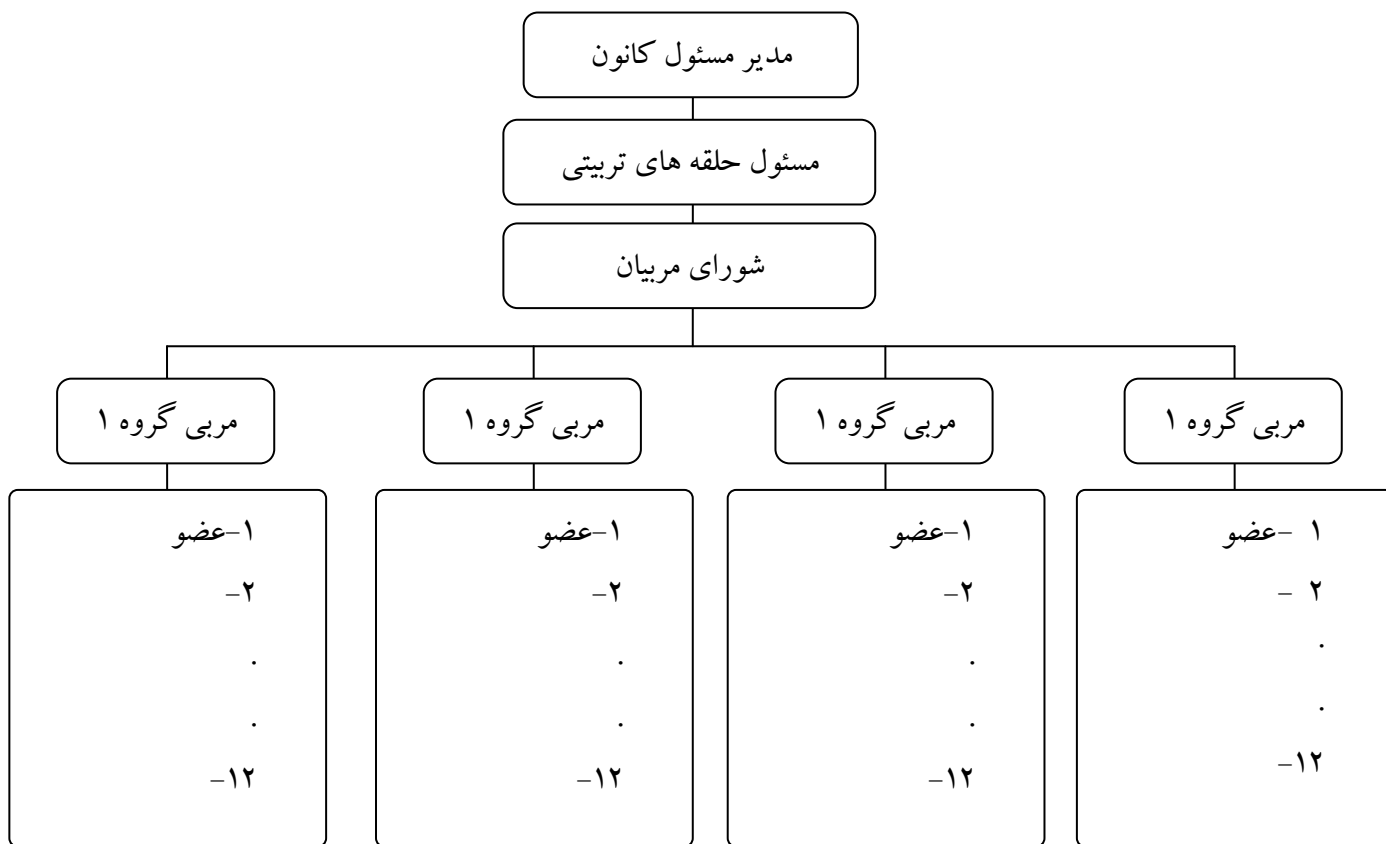 مدیر مسئول کانون
مسئول حلقه های تربیتی
شورای مربیان
مربی گروه ۱
مربی گروه ۱
مربی گروه ۱
مربی گروه ۱
۱ -عضو
۲ -
.
.
۱۲-
۱-عضو
۲-
.
.
۱۲-
۱-عضو
۲-
.
.
۱۲-
۱-عضو
۲-
.
.
۱۲-